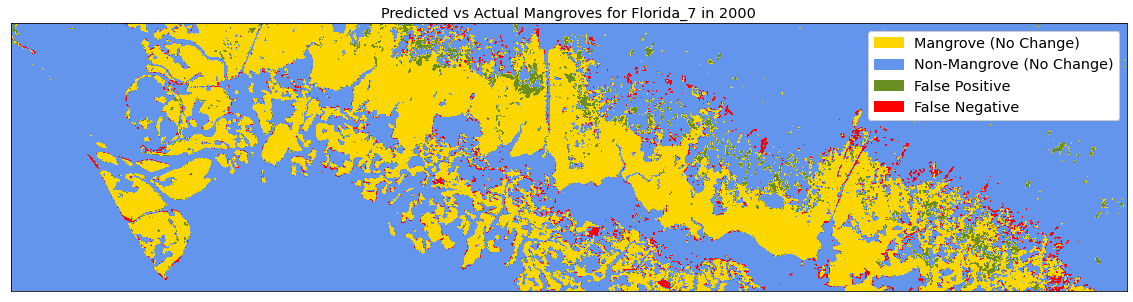 Predicted vs Actual Mangroves for Florida_7 in 2000
Mangrove (No Change)
Non-Mangrove (No Change)
False Positive
False Negative